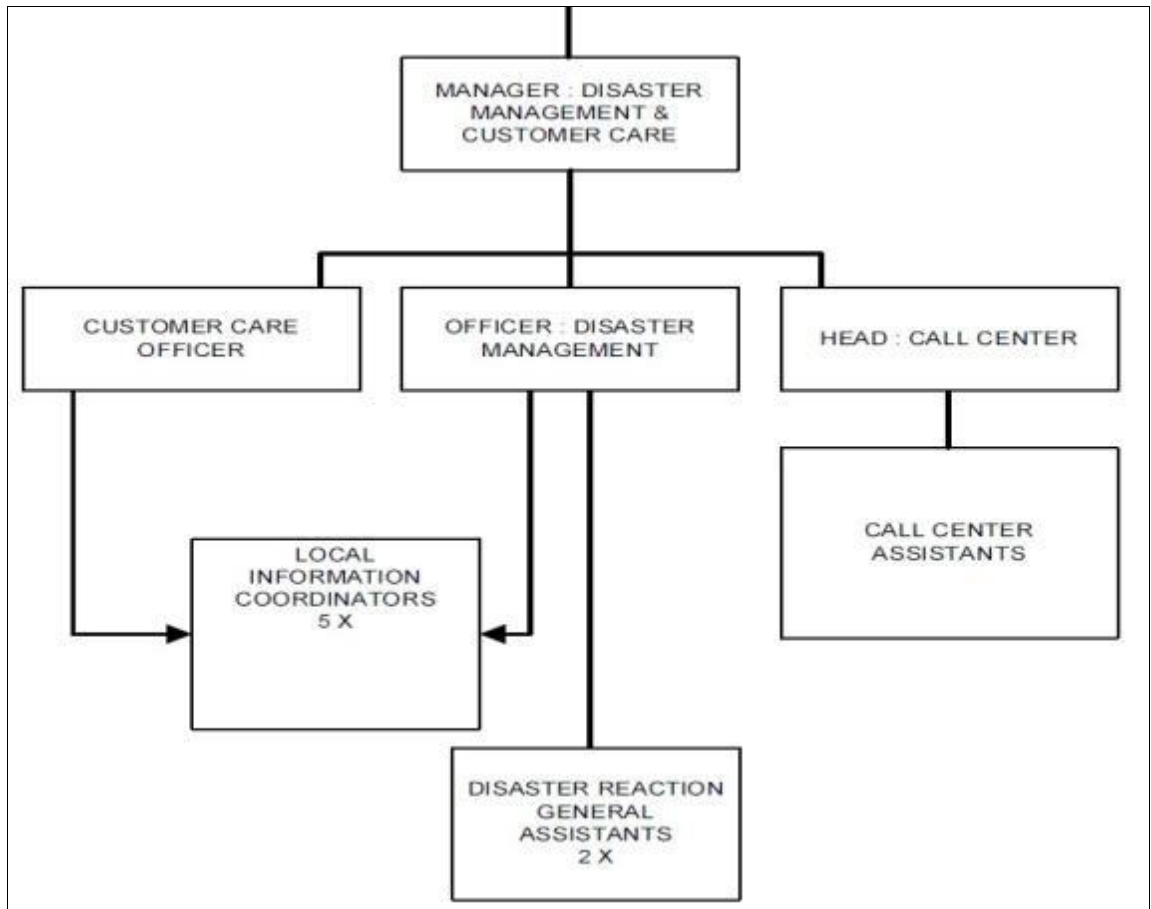 MANAGER : DISASTER
MANAGEMENT &
CUSTOMER CARE
CUSTOMER CARE
OFFICER
OFFICER : DISASTER
MANAGEMENT
HEAD : CALL CENTER
CALL CENTER
ASSISTANTS
LOCAL
INFORMATION
COORDINATORS
5 X
DISASTER REACTION
GENERAL
ASSISTANTS
2 X